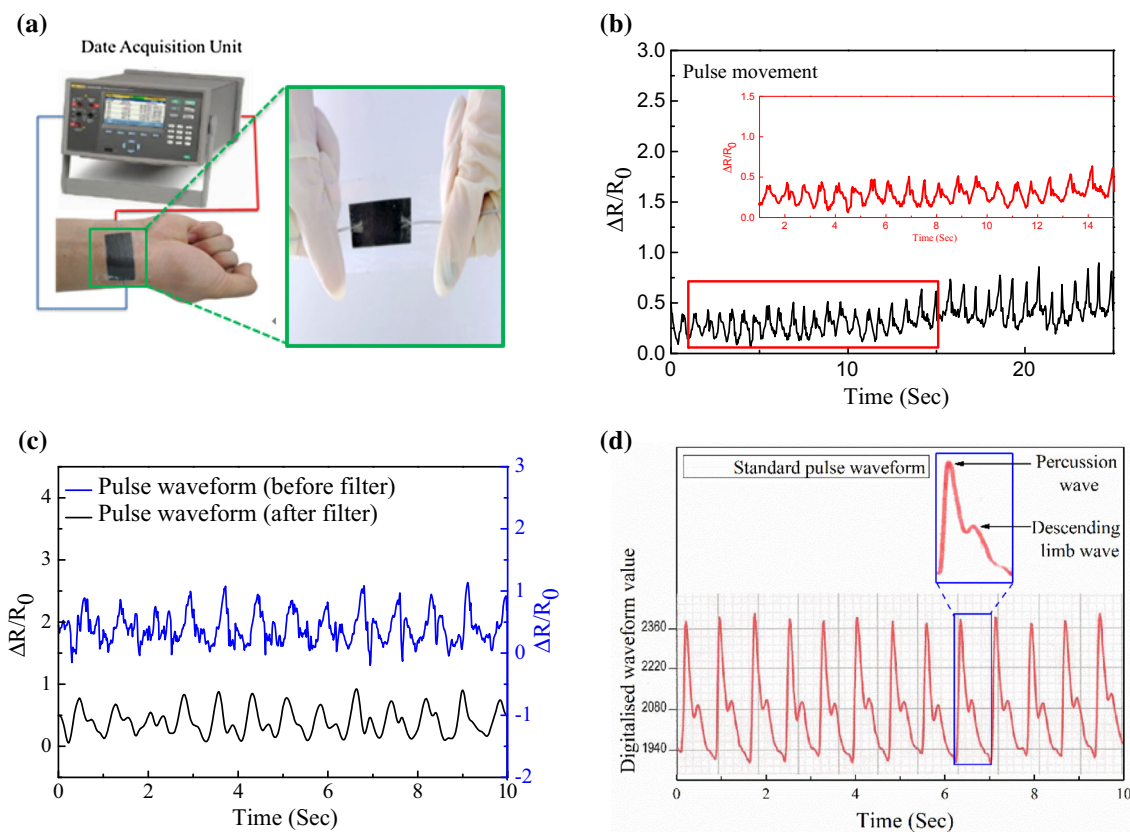 (a)
Date Acquisition Unit
(b)
3.0
2.5
2.0
1.5
1.0
0.5
0.0
ΔR/R0
Pulse movement
1.5
1.0
0.5
0.0
ΔR/R0
2 4 6 8 10 12 14
Time (Sec)
0 10 20
Time (Sec)
(c)
4
3
2
1
0
ΔR/R0
Pulse waveform (before filter)
Pulse waveform (after filter)
3
2
1
0
-1
-2
ΔR/R0
0 2 4 6 8 10
Time (Sec)
(d)
Standard pulse waveform
Percussion
wave
Descending
limb wave
Digitalised waveform value
2360
2220
2080
1940
0 2 4 6 8 10
Time (Sec)